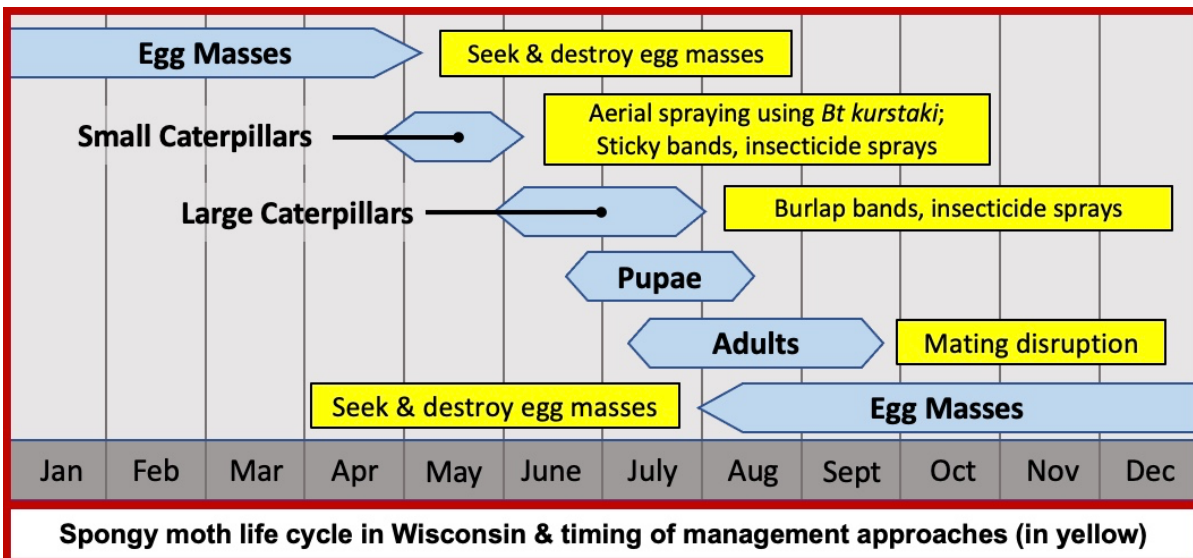 Egg Masses
Seek & destroy egg masses
Small Caterpillars
Aerial spraying using Bt kurstaki;
Sticky bands, insecticide sprays
Large Caterpillars
Burlap bands, insecticide sprays
Pupae
Adults
Mating disruption
Seek & destroy egg masses
Egg Masses
Jan Feb Mar Apr May June July Aug Sept Oct Nov Dec
Spongy moth life cycle in Wisconsin & timing of management approaches (in yellow)